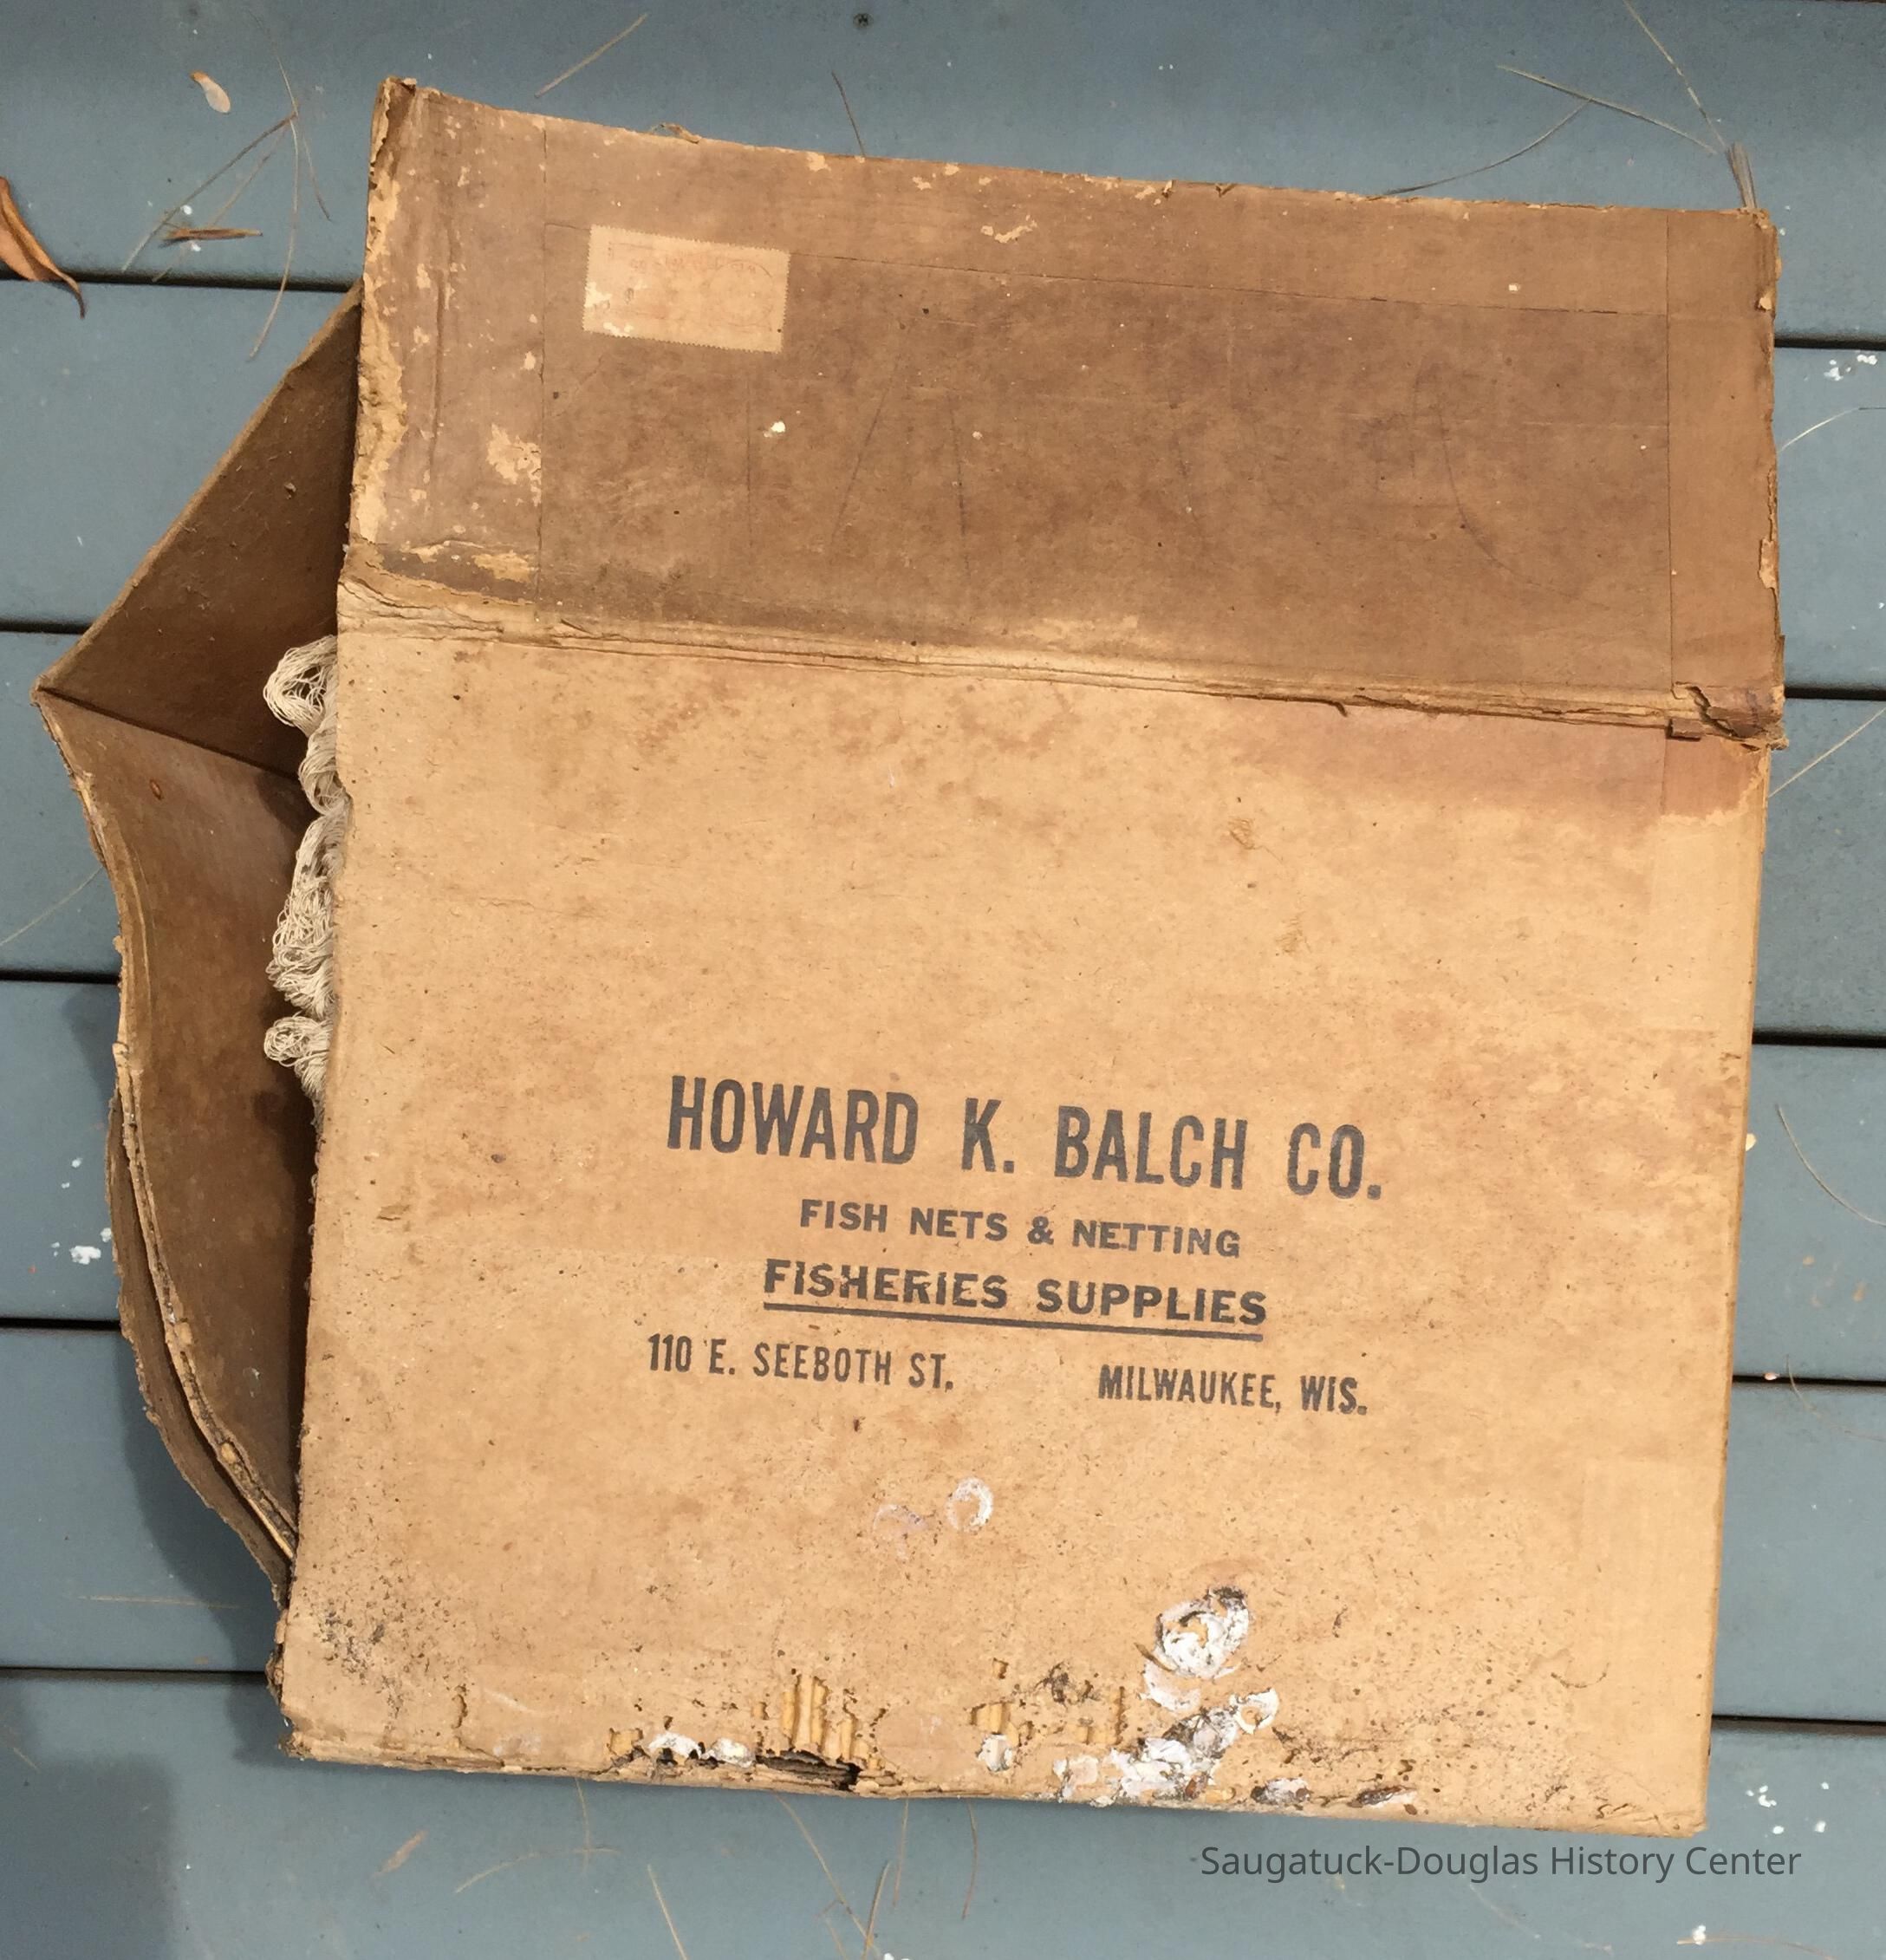 HOWARD K. BALCH CO.
FISH NETS & NETTING
FISHERIES SUPPLIES
110 E. SEEBOTH ST. MILWAUKEE, WIS.
Saugatuck-Douglas History Center